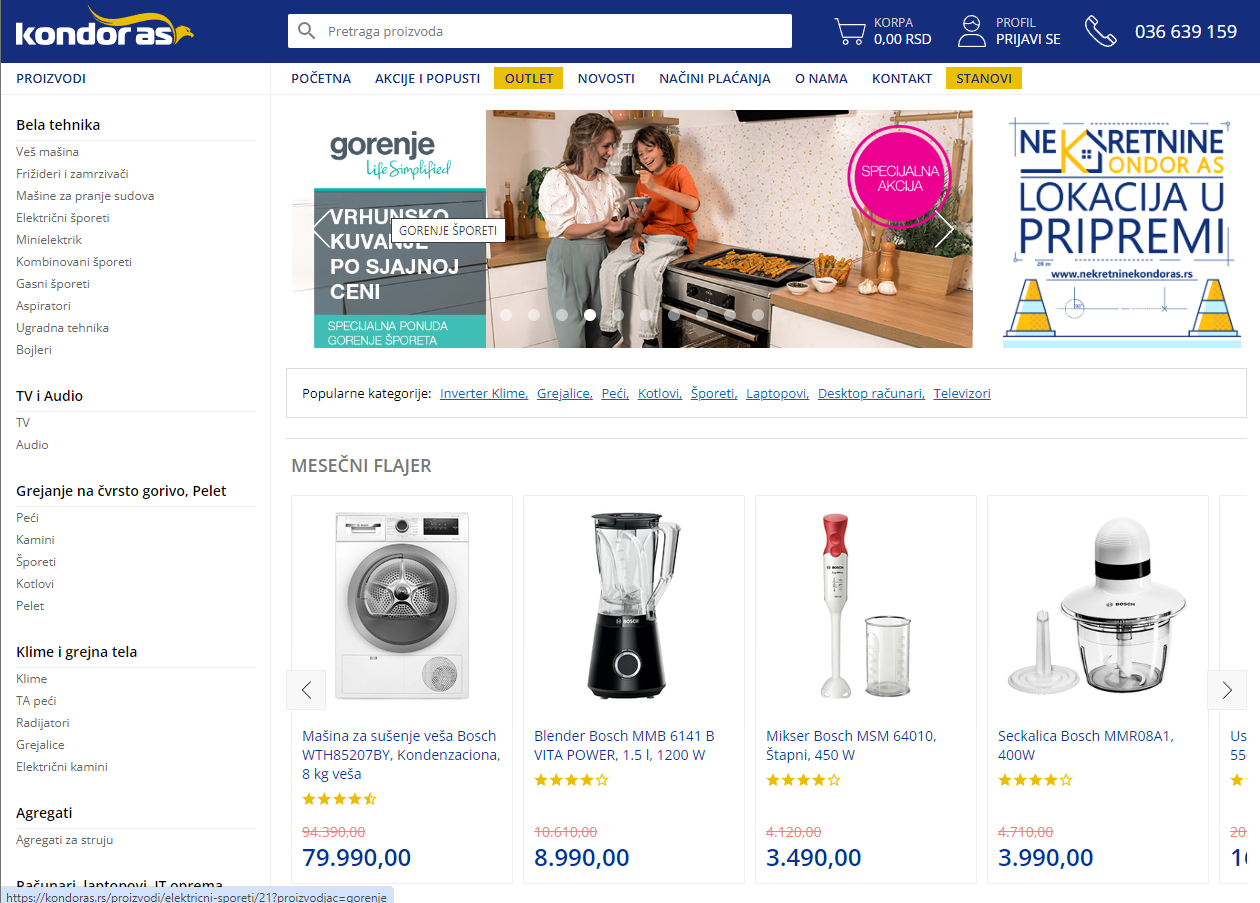 kondor as
Pretraga proizvoda
KORPA
0,00 RSD
PROFIL
PRIJAVI SE
036 639 159
PROIZVODI
POČETNA
AKCIJE I POPUSTI
OUTLET
NOVOSTI
NAČINI PLAĆANJA
O NAMA
KONTAKT
STANOVI
Bela tehnika
Veš mašina
Frižideri i zamrzivači
Mašine za pranje sudova
Električni šporeti
Minielektrik
Kombinovani šporeti
Gasni šporeti
Aspiratori
Ugradna tehnika
Bojleri
TV i Audio
TV
Audio
Grejanje na čvrsto gorivo, Pelet
Peći
Kamini
Šporeti
Kotlovi
Pelet
Klime i grejna tela
Klime
TA peći
Radijatori
Grejalice
Električni kamini
Agregati
Agregati za struju
Računari, laptopovi, IT oprema
https://kondoras.rs/proizvodi/elektricni-sporeti/21?proizvodjac=gorenje
gorenje
Life Simplified
VRHUNSKO
KUVANJE
PO SJAJNOJ
CENI
GORENJE ŠPORETI
SPECIJALNA PONUDA
GORENJE ŠPORETA
SPECIJALNA
AKCIJA
NEKRETNINE
KONDOR AS
LOKACIJA U
PRIPREMI
20 m
www.nekretninekondoras.rs
Popularne kategorije: Inverter Klime, Grejalice, Peći, Kotlovi, Šporeti, Laptopovi, Desktop računari, Televizori
MESEČNI FLAJER
Mašina za sušenje veša Bosch
WTH85207BY, Kondenzaciona,
8 kg veša
94.390,00
79.990,00
BOSCH
Blender Bosch MMB 6141 B
VITA POWER, 1.5 l, 1200 W
10.610,00
8.990,00
BOSCH
Mikser Bosch MSM 64010,
Štapni, 450 W
4.120,00
3.490,00
BOSCH
Seckalica Bosch MMR08A1,
400W
4.710,00
3.990,00
Us
55
20